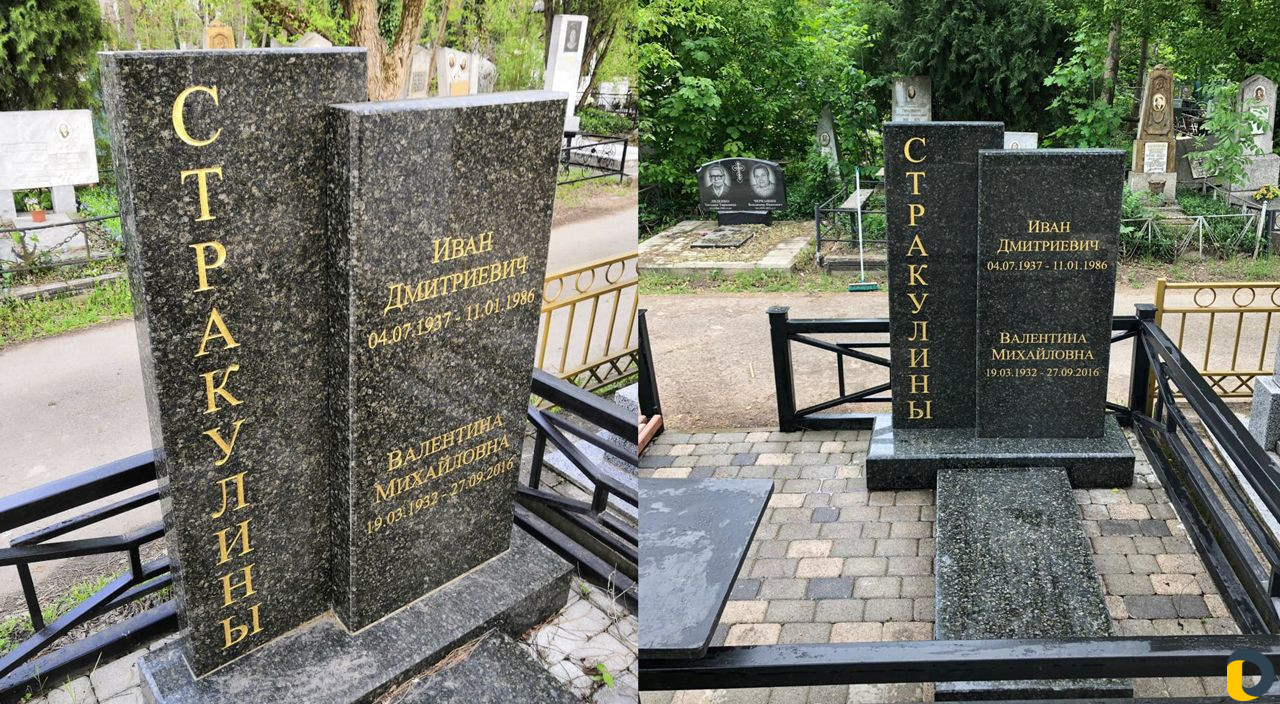 СТРАКУЛИНЫ
ИВАН
ДМИТРИЕВИЧ
04.07.1937 - 11.01.1986
ВАЛЕНТИНА
МИХАЙЛОВНА
19.03.1932 - 27.09.2016
СТРАКУЛИНЫ
ИВАН
ДМИТРИЕВИЧ
04.07.1937 - 11.01.1986
ВАЛЕНТИНА
МИХАЙЛОВНА
19.03.1932 - 27.09.2016